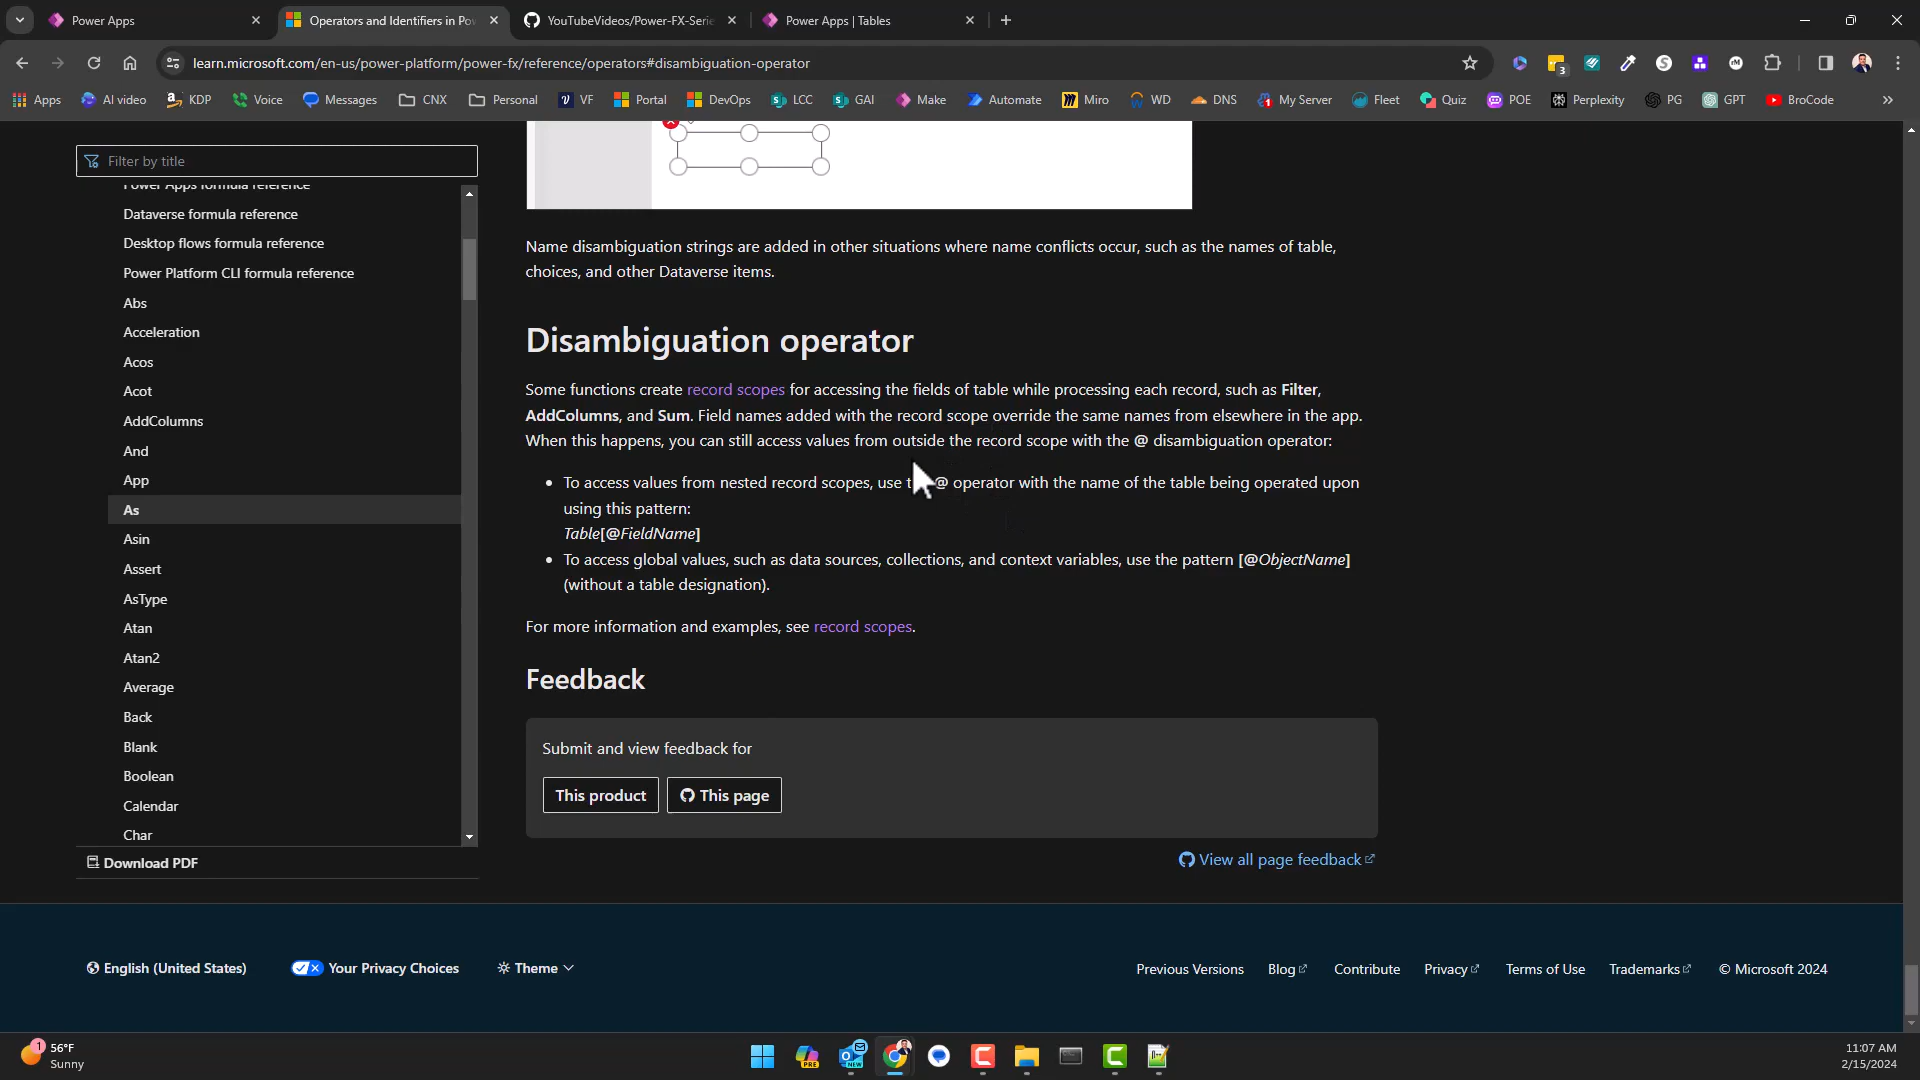 Power Apps
Operators and Identifiers in Po
YouTubeVideos/Power-FX-Serie
Power Apps | Tables
learn.microsoft.com/en-us/power-platform/power-fx/reference/operators#disambiguation-operator
3
Apps
AI video
KDP
Voice
Messages
CNX
Personal
VF
Portal
DevOps
LCC
GAI
Make
Automate
Miro
WD
DNS
My Server
Fleet
Quiz
POE
Perplexity
PG
GPT
BroCode
Filter by title
Power Apps formula reference
Dataverse formula reference
Desktop flows formula reference
Power Platform CLI formula reference
Abs
Acceleration
Acos
Acot
AddColumns
And
App
As
Asin
Assert
AsType
Atan
Atan2
Average
Back
Blank
Boolean
Calendar
Char
Download PDF
Name disambiguation strings are added in other situations where name conflicts occur, such as the names of table,
choices, and other Dataverse items.
Disambiguation operator
Some functions create record scopes for accessing the fields of table while processing each record, such as Filter,
AddColumns, and Sum. Field names added with the record scope override the same names from elsewhere in the app.
When this happens, you can still access values from outside the record scope with the @ disambiguation operator:
• To access values from nested record scopes, use @ operator with the name of the table being operated upon
using this pattern:
Table[@FieldName]
• To access global values, such as data sources, collections, and context variables, use the pattern [@ObjectName]
(without a table designation).
For more information and examples, see record scopes.
Feedback
Submit and view feedback for
This product
This page
View all page feedback
English (United States)
Your Privacy Choices
Theme
Previous Versions
Blog
Contribute
Privacy
Terms of Use
Trademarks
© Microsoft 2024
1
56°F
Sunny
PRE
NEW
11:07 AM
2/15/2024